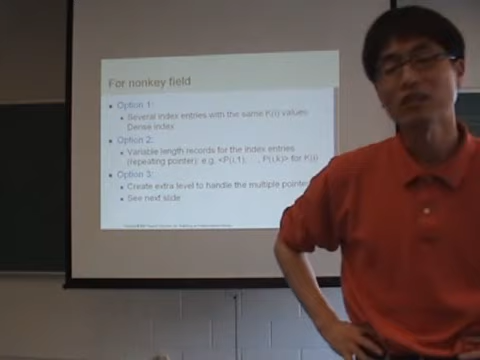 For nonkey field
Option 1:
Several index entries with the same K(i) values
Dense index
Option 2:
Variable length records for the index entries
(repeating pointer): e.g. <P(i,1), … , P(i,k)> for K(i)
Option 3:
Create extra level to handle the multiple pointe
See next slide